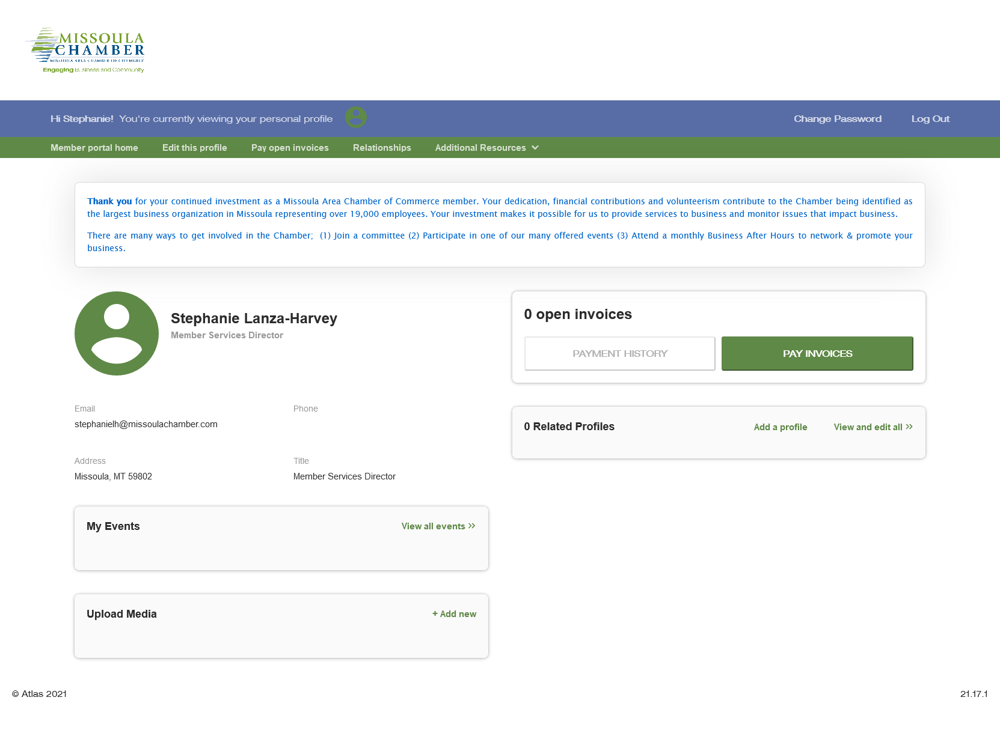 MISSOULA
CHAMBER
MISSOULA AREA CHAMBER OF COMMERCE
Engaging Business and Community
Hi Stephanie! You're currently viewing your personal profile
Change Password
Log Out
Member portal home
Edit this profile
Pay open invoices
Relationships
Additional Resources
Thank you for your continued investment as a Missoula Area Chamber of Commerce member. Your dedication, financial contributions and volunteerism contribute to the Chamber being identified as
the largest business organization in Missoula representing over 19,000 employees. Your investment makes it possible for us to provide services to business and monitor issues that impact business.
There are many ways to get involved in the Chamber; (1) Join a committee (2) Participate in one of our many offered events (3) Attend a monthly Business After Hours to network & promote your
business.
Stephanie Lanza-Harvey
Member Services Director
0 open invoices
PAYMENT HISTORY
PAY INVOICES
Email
stephanielh@missoulachamber.com
Phone
0 Related Profiles
Add a profile
View and edit all >>
Address
Missoula, MT 59802
Title
Member Services Director
My Events
View all events >>
Upload Media
+ Add new
© Atlas 2021
21.17.1